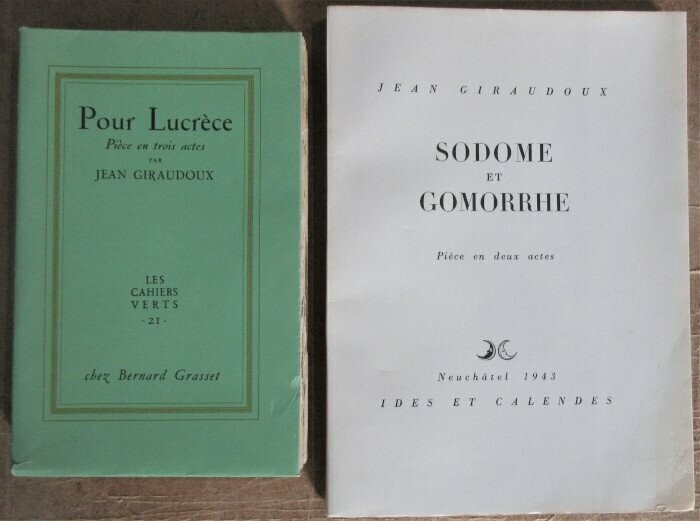 Pour Lucrèce
Pièce en trois actes
PAR
JEAN GIRAUDOUX
LES
CAHIERS
VERTS
- 21 -
chez Bernard Grasset
JEAN GIRAUDOUX
SODOME
ET
GOMORRHE
Pièce en deux actes
Neuchâtel 1943
IDES ET CALENDES